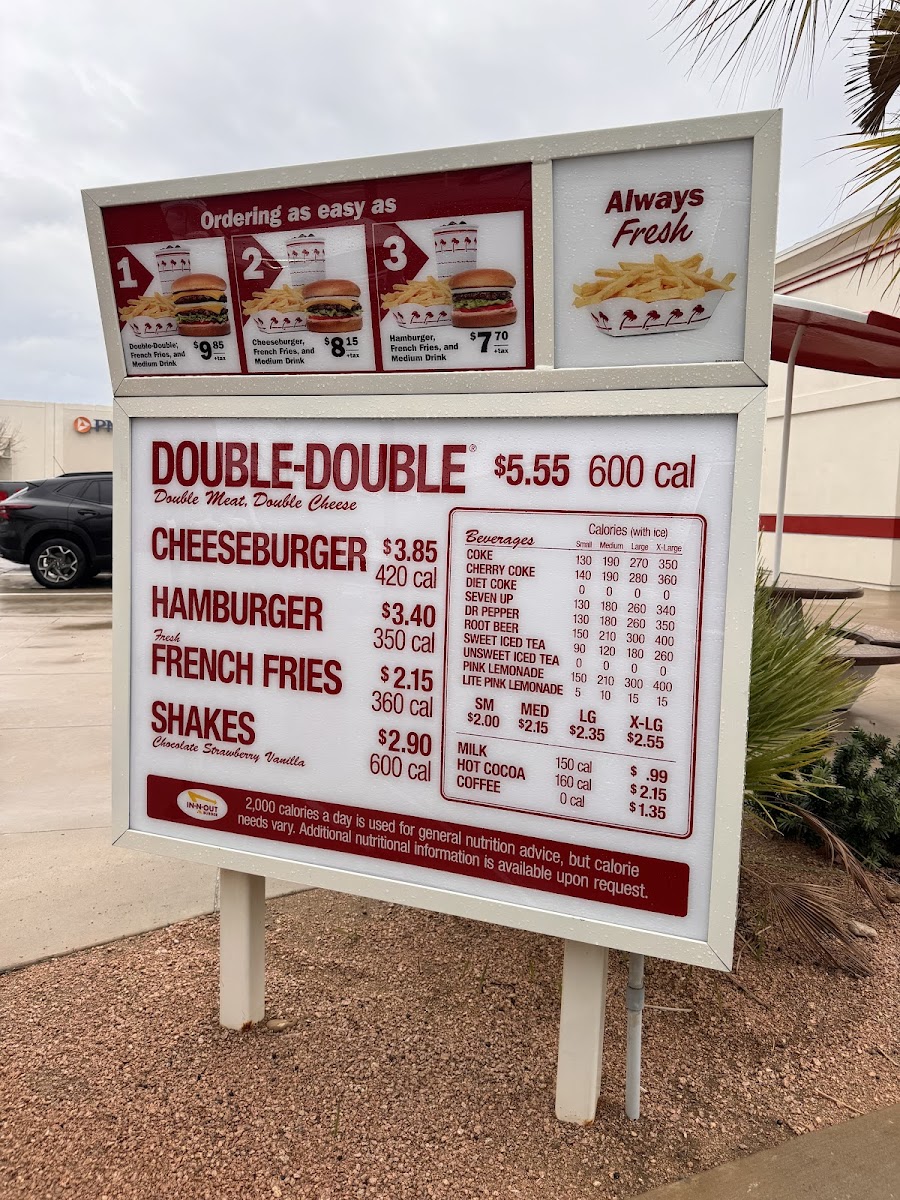 Ordering as easy as
1
Double-Double®,
French Fries, and
Medium Drink
$9 85
+tax
2
Cheeseburger,
French Fries, and
Medium Drink
$8 15
+tax
3
Hamburger,
French Fries, and
Medium Drink
$7 70
+tax
Always
Fresh
DOUBLE-DOUBLE® $5.55 600 cal
Double Meat, Double Cheese
CHEESEBURGER $3.85
420 cal
HAMBURGER $3.40
350 cal
Fresh
FRENCH FRIES $2.15
360 cal
SHAKES $2.90
Chocolate Strawberry Vanilla 600 cal
Beverages Calories (with ice)
Small Medium Large X-Large
COKE 130 190 270 350
CHERRY COKE 140 190 280 360
DIET COKE 0 0 0 0
SEVEN UP 130 180 260 340
DR PEPPER 130 180 260 350
ROOT BEER 150 210 300 400
SWEET ICED TEA 90 120 180 260
UNSWEET ICED TEA 0 0 0 0
PINK LEMONADE 150 210 300 400
LITE PINK LEMONADE 5 10 15 15
SM MED LG X-LG
$2.00 $2.15 $2.35 $2.55
MILK 150 cal $ .99
HOT COCOA 160 cal $2.15
COFFEE 0 cal $1.35
IN-N-OUT
BURGER
2,000 calories a day is used for general nutrition advice, but calorie
needs vary. Additional nutritional information is available upon request.